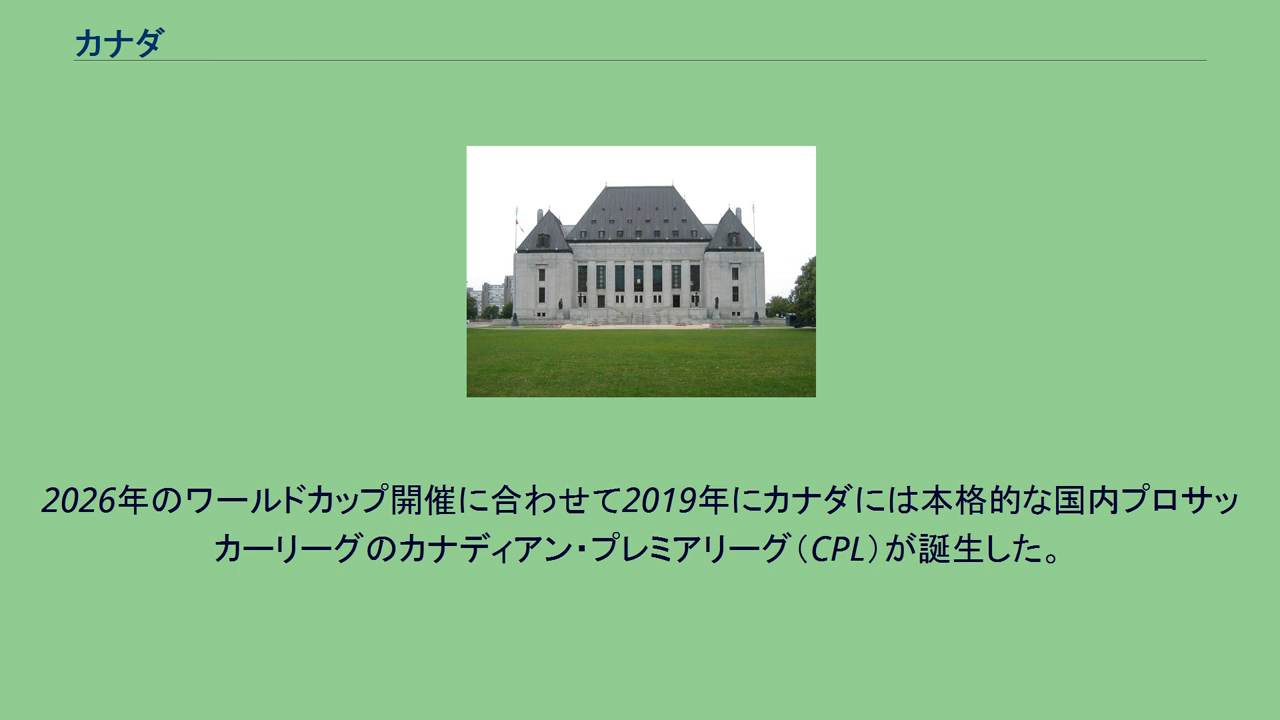 カナダ
2026年のワールドカップ開催に合わせて2019年にカナダには本格的な国内プロサッ
カーリーグのカナディアン・プレミアリーグ（CPL）が誕生した。